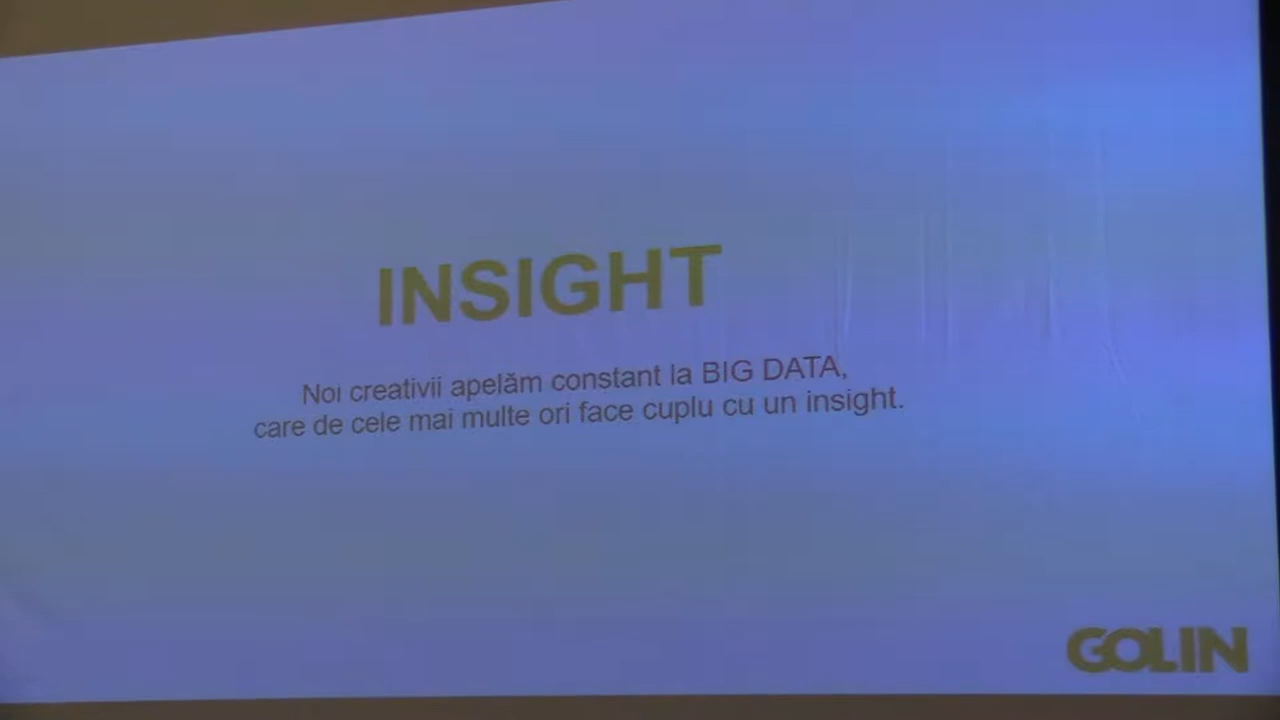 INSIGHT
Noi creativii apelăm constant la BIG DATA,
care de cele mai multe ori face cuplu cu un insight.
GOLIN